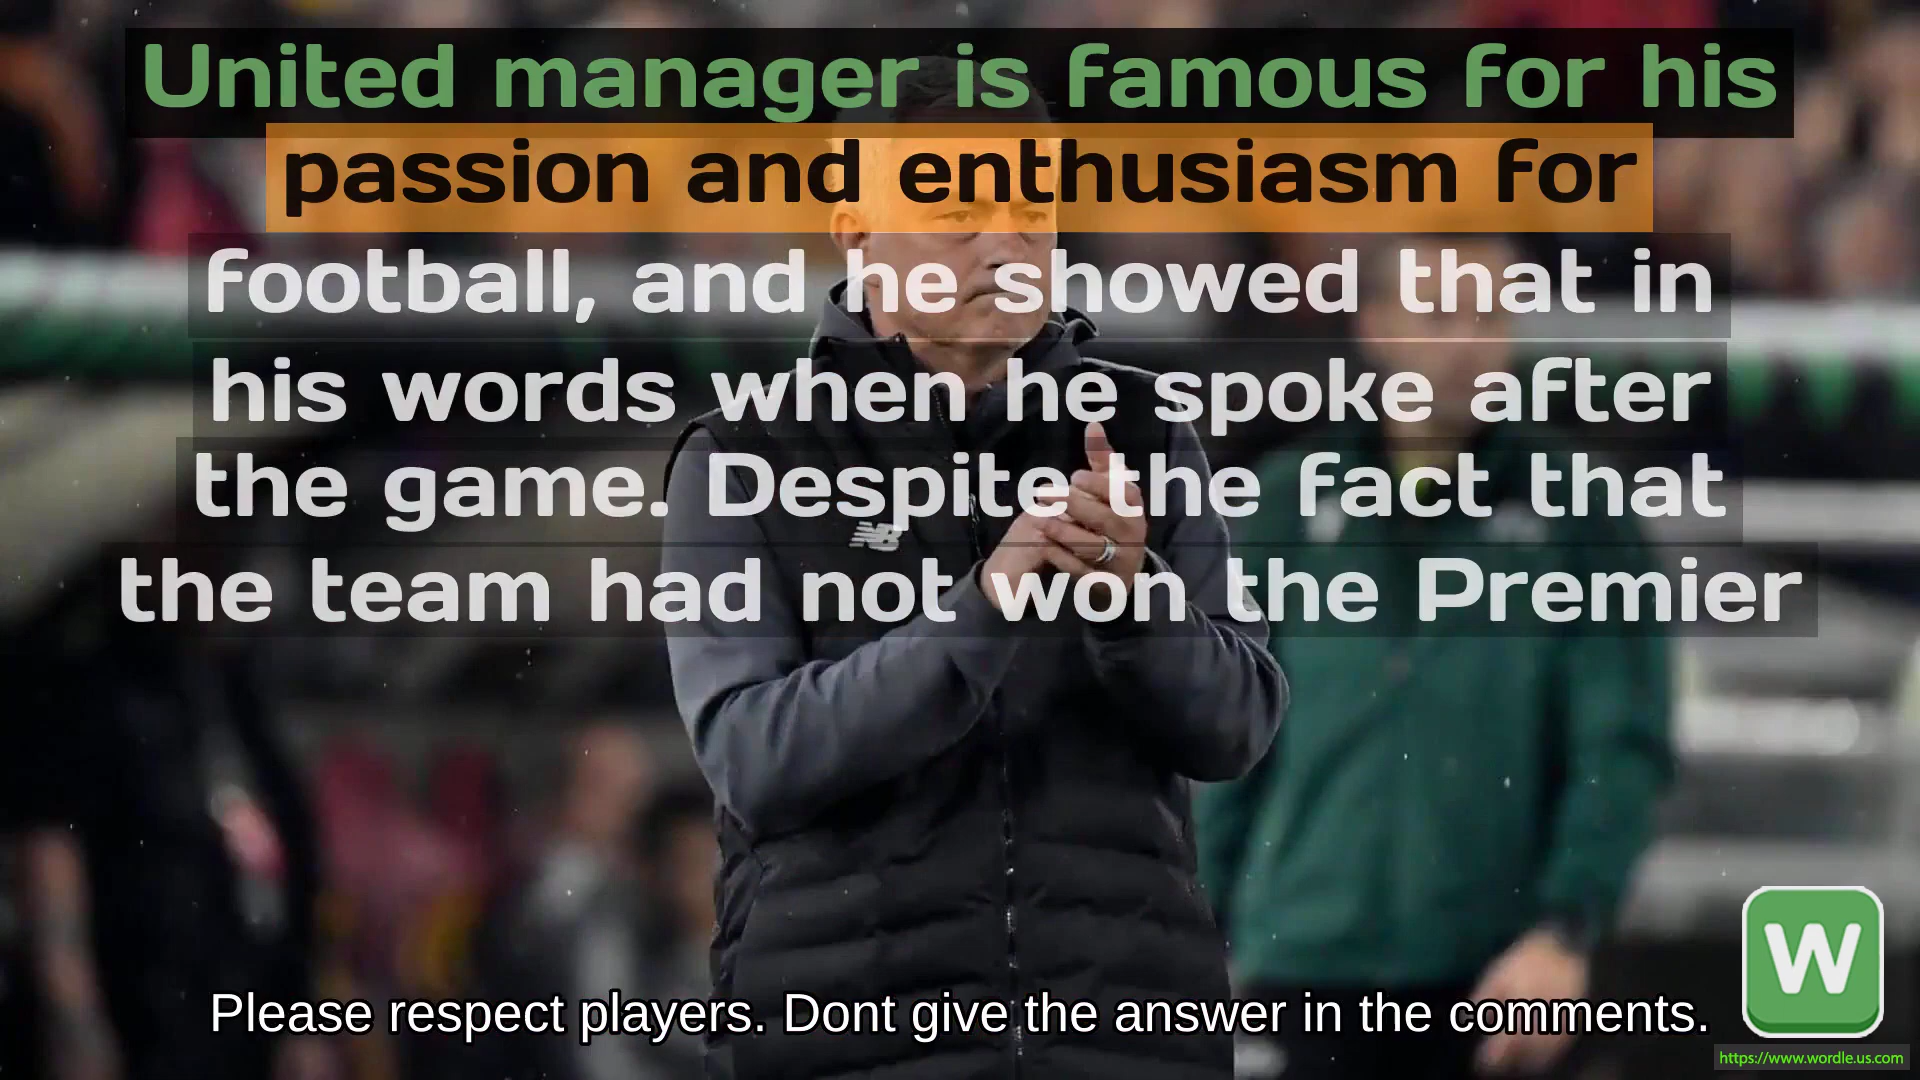 United manager is famous for his
passion and enthusiasm for
football, and he showed that in
his words when he spoke after
the game. Despite the fact that
the team had not won the Premier
NB
Please respect players. Dont give the answer in the comments.
W
https://www.wordle.us.com